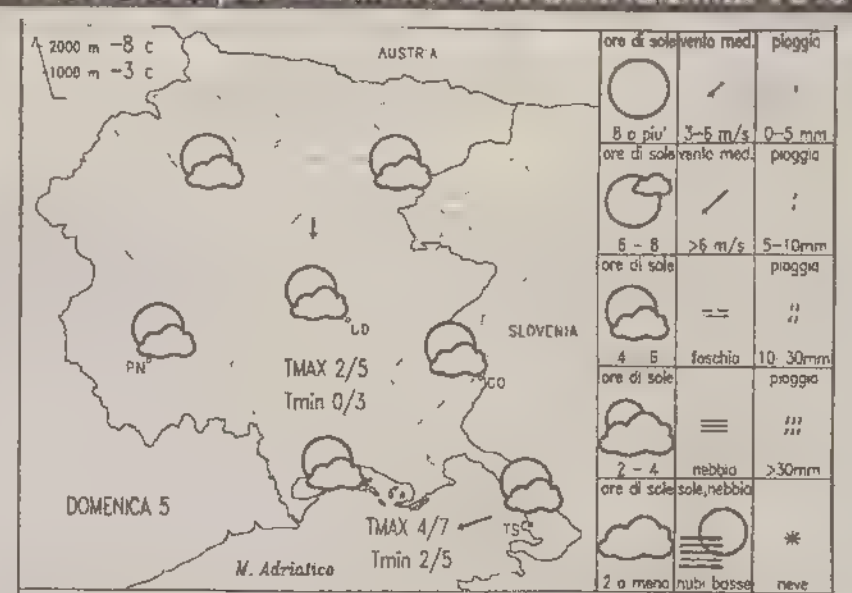 2000 m -8 C
1000 m -3 C
AUSTRIA
UD
SLOVENIA
PN
GO
TMAX 2/5
Tmin 0/3
DOMENICA 5
TMAX 4/7
TS
Tmin 2/5
M. Adriatico
ore di sole vento med. pioggia
8 o piu' 3-6 m/s 0-5 mm
ore di sole vento med. pioggia
6 - 8 >6 m/s 5-10mm
ore di sole pioggia
4 - 6 foschia 10-30mm
ore di sole pioggia
2 - 4 nebbia >30mm
ore di sole sole,nebbia
2 o meno nubi basse neve